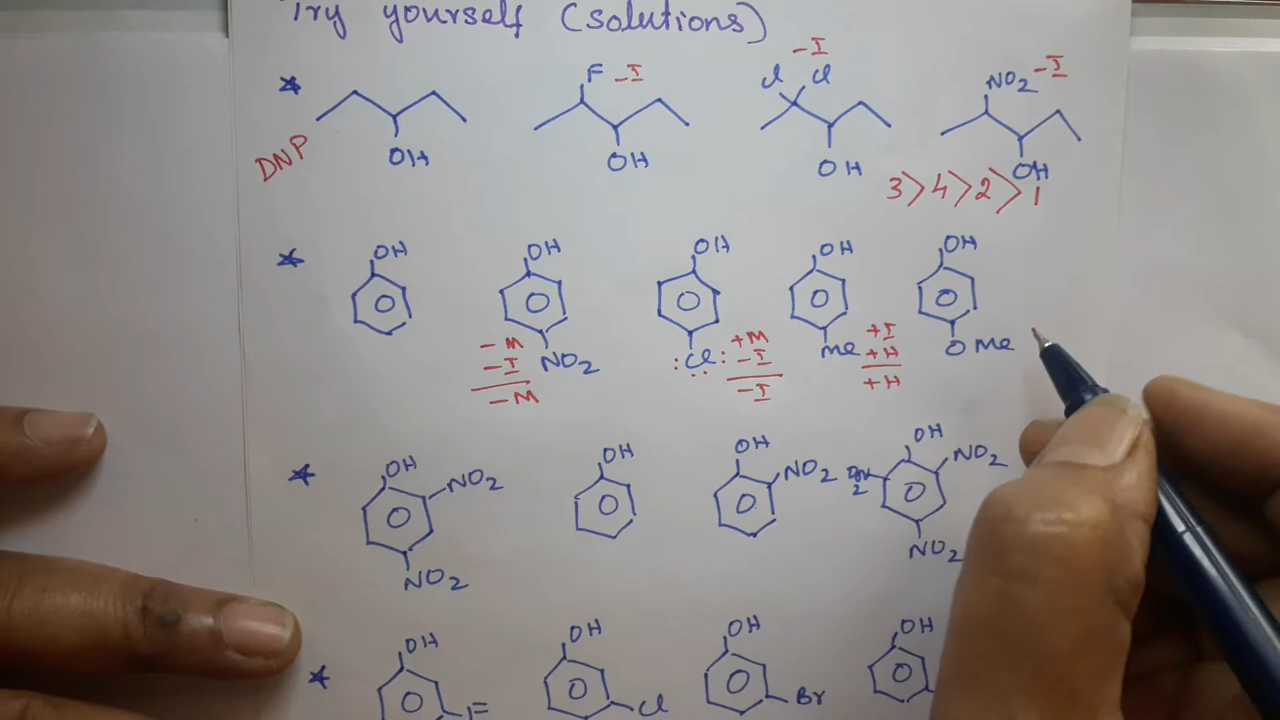 Try yourself (solutions)
* F -I Cl Cl -I NO2 -I
DNP OH OH OH OH
3>4>2>1
* OH OH OH OH OH
-M +M +I
-I NO2 :Cl: -I Me +H OMe
-M -I +H
* OH NO2 OH OH NO2 OH NO2
NO2 NO2
* OH OH OH OH
F Cl Br